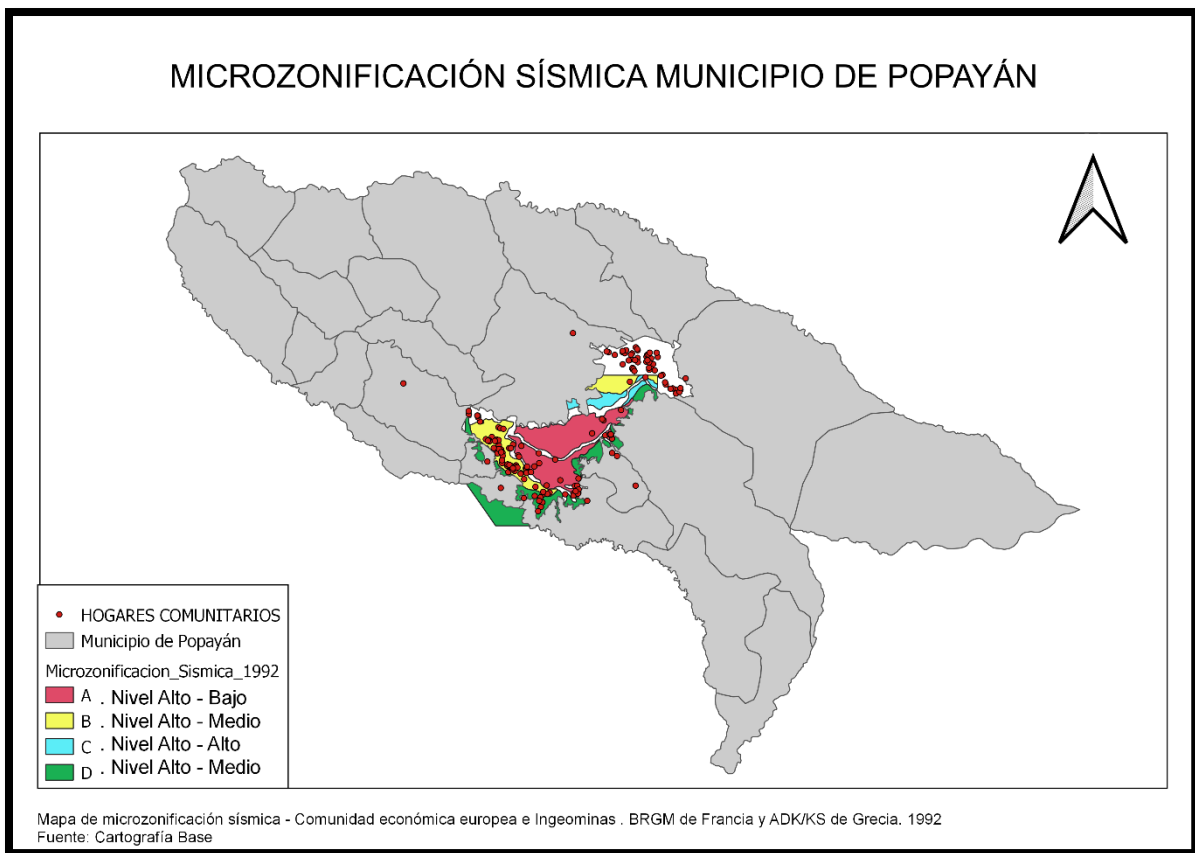 MICROZONIFICACIÓN SÍSMICA MUNICIPIO DE POPAYÁN
HOGARES COMUNITARIOS
Municipio de Popayán
Microzonificacion_Sismica_1992
A . Nivel Alto - Bajo
B . Nivel Alto - Medio
C . Nivel Alto - Alto
D . Nivel Alto - Medio
Mapa de microzonificación sísmica - Comunidad económica europea e Ingeominas . BRGM de Francia y ADK/KS de Grecia. 1992
Fuente: Cartografía Base